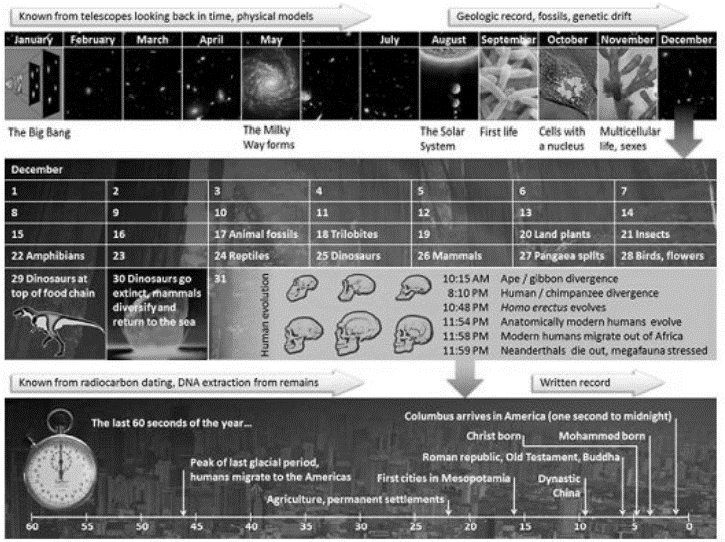 Known from telescopes looking back in time, physical models
Geologic record, fossils, genetic drift
January February March April May July August September October November December
The Big Bang
The Milky
Way forms
The Solar
System
First life
Cells with
a nucleus
Multicellular
life, sexes
December
1 2 3 4 5 6 7
8 9 10 11 12 13 14
15 16 17 Animal fossils 18 Trilobites 19 20 Land plants 21 Insects
22 Amphibians 23 24 Reptiles 25 Dinosaurs 26 Mammals 27 Pangaea splits 28 Birds, flowers
29 Dinosaurs at
top of food chain
30 Dinosaurs go
extinct, mammals
diversify and
return to the sea
31
Human evolution
10:15 AM Ape / gibbon divergence
8:10 PM Human / chimpanzee divergence
10:48 PM Homo erectus evolves
11:54 PM Anatomically modern humans evolve
11:58 PM Modern humans migrate out of Africa
11:59 PM Neanderthals die out, megafauna stressed
Known from radiocarbon dating, DNA extraction from remains
Written record
The last 60 seconds of the year...
Columbus arrives in America (one second to midnight)
Christ born
Mohammed born
Roman republic, Old Testament, Buddha
Peak of last glacial period,
humans migrate to the Americas
First cities in Mesopotamia
Dynastic
China
Agriculture, permanent settlements
60 55 50 45 40 35 30 25 20 15 10 5 0